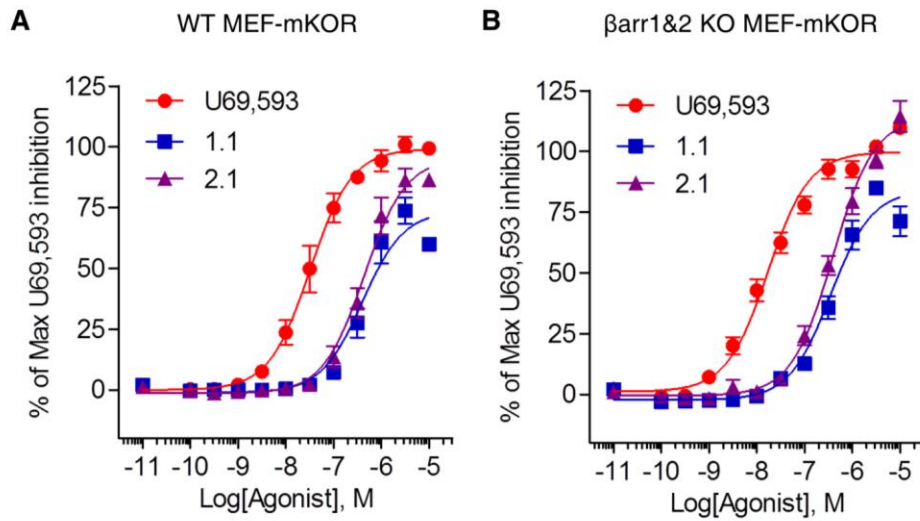 A
WT MEF-mKOR
% of Max U69,593 inhibition
125
100
75
50
25
0
U69,593
1.1
2.1
-11 -10 -9 -8 -7 -6 -5
Log[Agonist], M
B
βarr1&2 KO MEF-mKOR
% of Max U69,593 inhibition
125
100
75
50
25
0
U69,593
1.1
2.1
-11 -10 -9 -8 -7 -6 -5
Log[Agonist], M